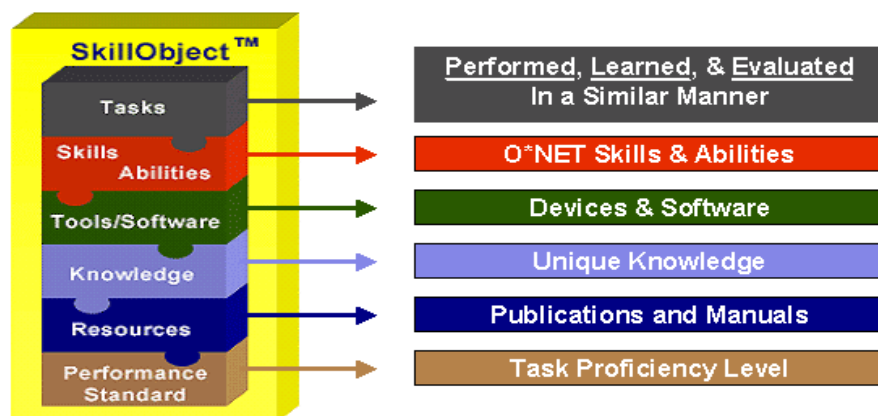 SkillObject™
Tasks
Skills
Abilities
Tools/Software
Knowledge
Resources
Performance
Standard
Performed, Learned, & Evaluated
In a Similar Manner
O*NET Skills & Abilities
Devices & Software
Unique Knowledge
Publications and Manuals
Task Proficiency Level